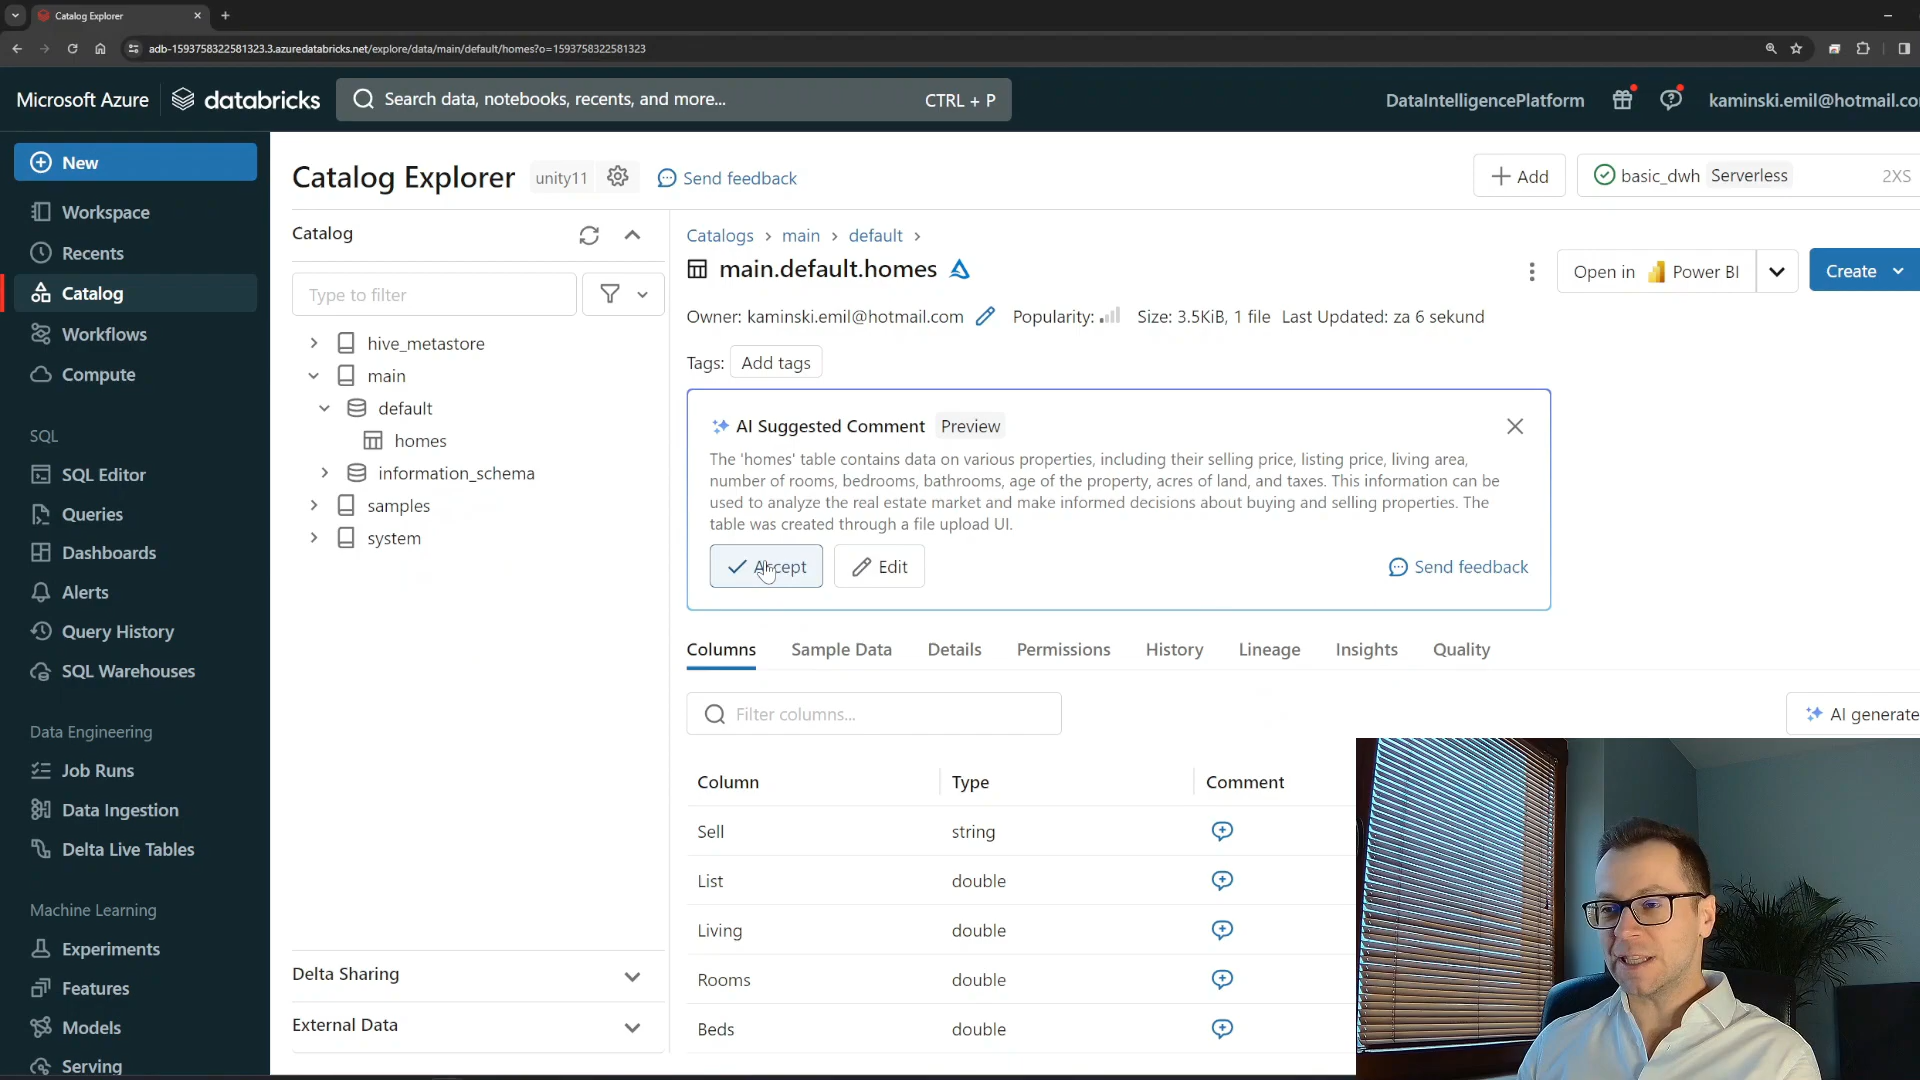 Catalog Explorer
adb-1593758322581323.3.azuredatabricks.net/explore/data/main/default/homes?o=1593758322581323
Microsoft Azure
databricks
Search data, notebooks, recents, and more...
CTRL + P
DataIntelligencePlatform
kaminski.emil@hotmail.co
New
Workspace
Recents
Catalog
Workflows
Compute
SQL
SQL Editor
Queries
Dashboards
Alerts
Query History
SQL Warehouses
Data Engineering
Job Runs
Data Ingestion
Delta Live Tables
Machine Learning
Experiments
Features
Models
Serving
Catalog Explorer
unity11
Send feedback
Add
basic_dwh
Serverless
2XS
Catalog
Type to filter
hive_metastore
main
default
homes
information_schema
samples
system
Delta Sharing
External Data
Catalogs > main > default >
main.default.homes
Open in Power BI
Create
Owner: kaminski.emil@hotmail.com
Popularity:
Size: 3.5KiB, 1 file
Last Updated: za 6 sekund
Tags:
Add tags
AI Suggested Comment
Preview
The 'homes' table contains data on various properties, including their selling price, listing price, living area,
number of rooms, bedrooms, bathrooms, age of the property, acres of land, and taxes. This information can be
used to analyze the real estate market and make informed decisions about buying and selling properties. The
table was created through a file upload UI.
Accept
Edit
Send feedback
Columns
Sample Data
Details
Permissions
History
Lineage
Insights
Quality
Filter columns...
AI generate
Column
Type
Comment
Sell
string
List
double
Living
double
Rooms
double
Beds
double